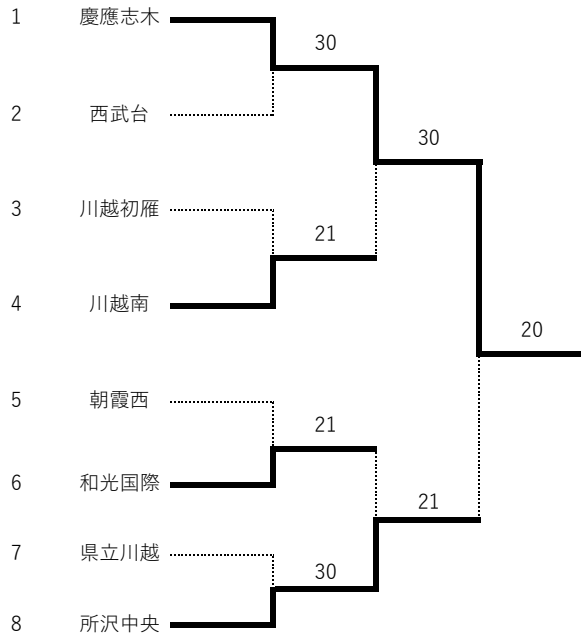 1 慶應志木
30
2 西武台
30
3 川越初雁
21
4 川越南
20
5 朝霞西
21
6 和光国際
21
7 県立川越
30
8 所沢中央